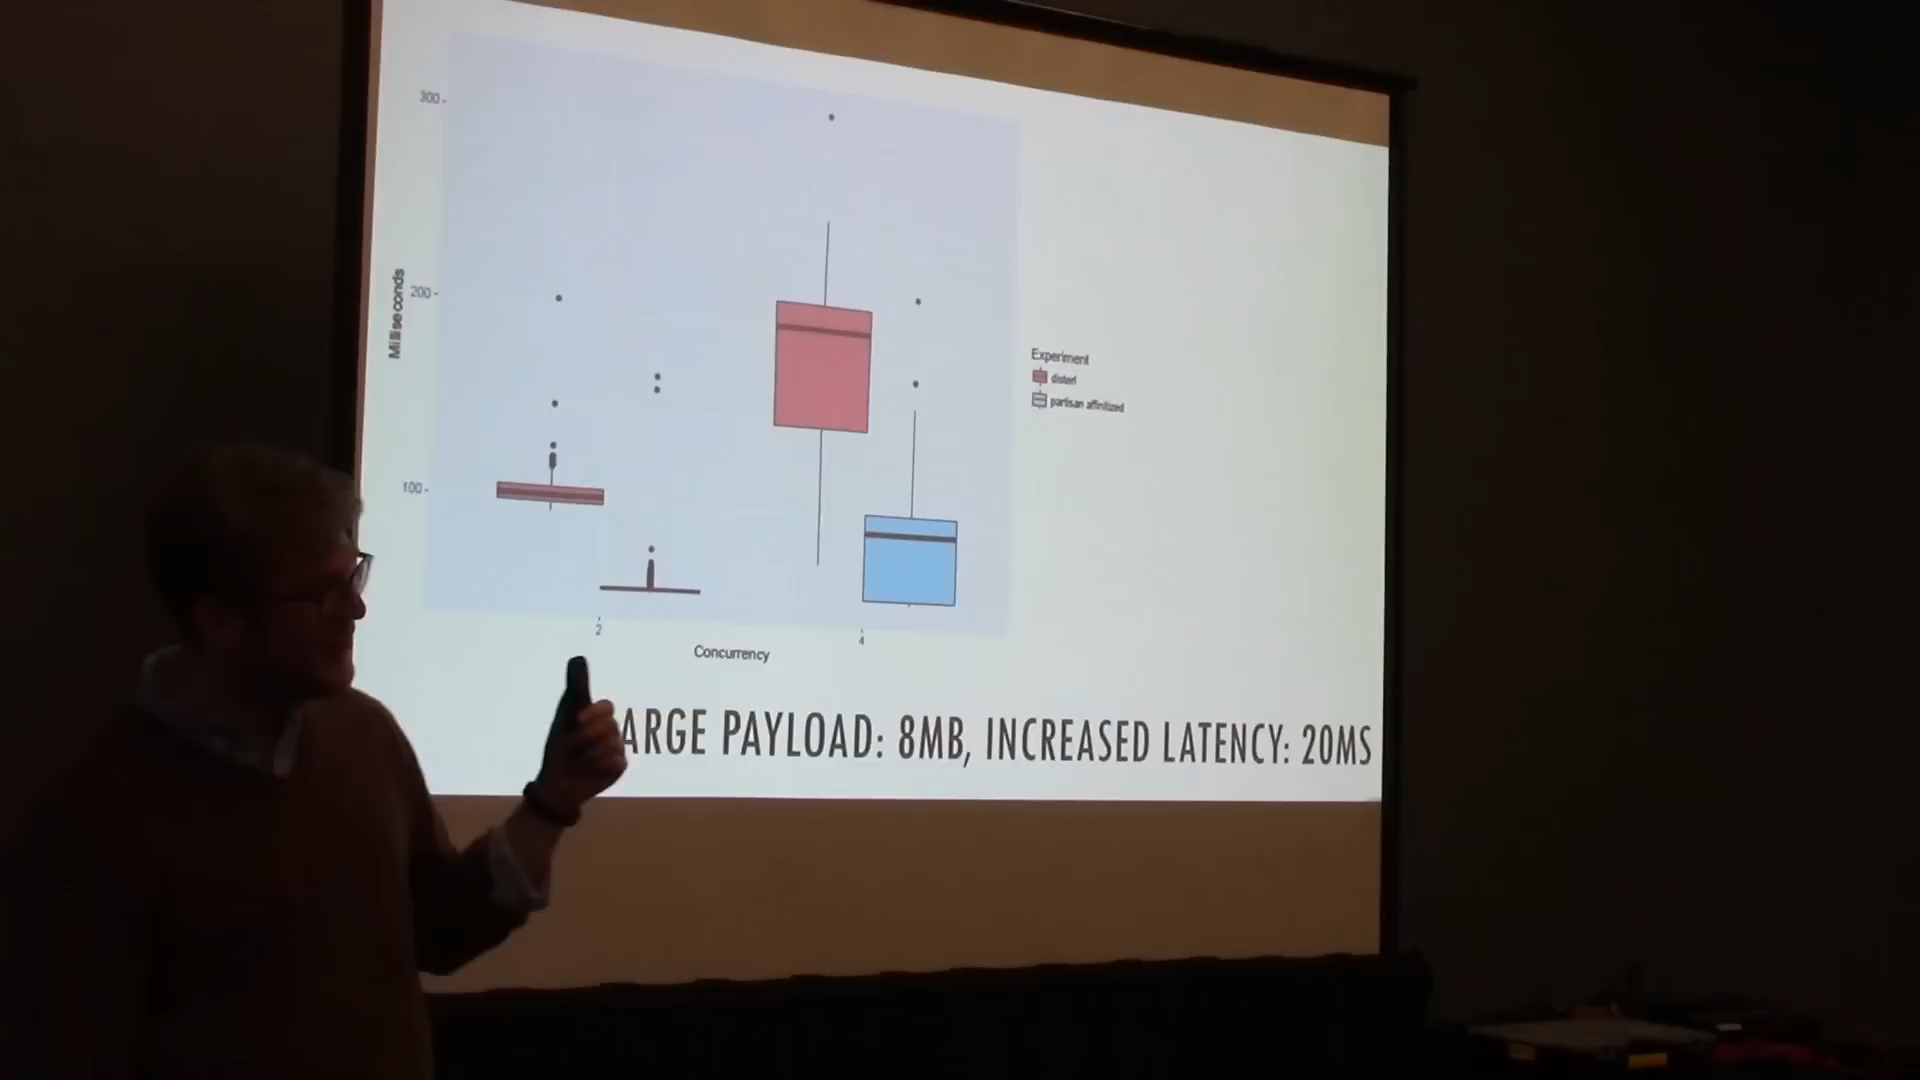 300
200
100
Milliseconds
2
4
Concurrency
Experiment
disterl
partisan affinitized
ARGE PAYLOAD: 8MB, INCREASED LATENCY: 20MS